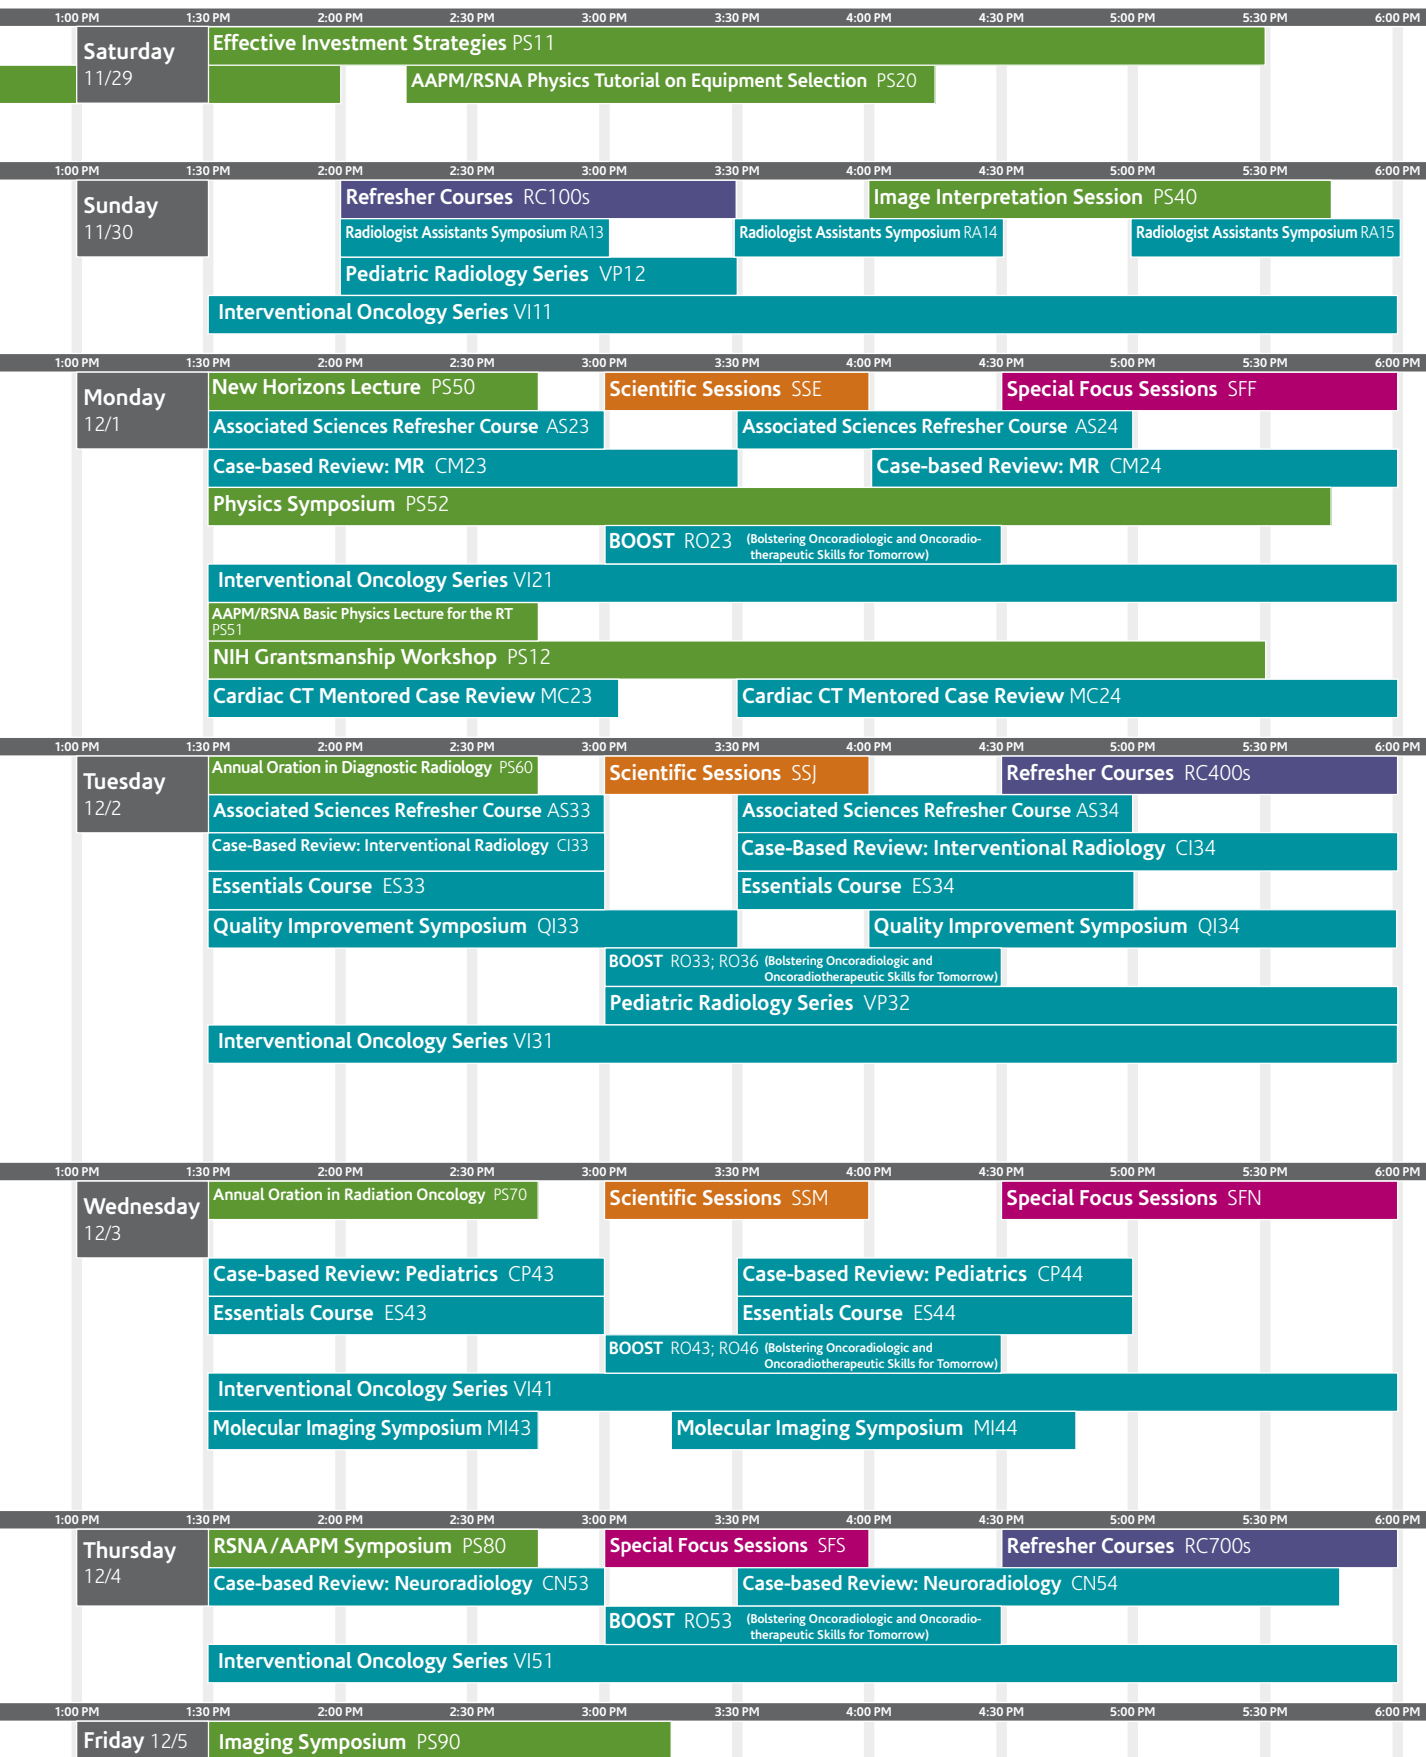 1:00 PM 1:30 PM 2:00 PM 2:30 PM 3:00 PM 3:30 PM 4:00 PM 4:30 PM 5:00 PM 5:30 PM 6:00 PM
Saturday
11/29
Effective Investment Strategies PS11
AAPM/RSNA Physics Tutorial on Equipment Selection PS20
1:00 PM 1:30 PM 2:00 PM 2:30 PM 3:00 PM 3:30 PM 4:00 PM 4:30 PM 5:00 PM 5:30 PM 6:00 PM
Sunday
11/30
Refresher Courses RC100s
Image Interpretation Session PS40
Radiologist Assistants Symposium RA13
Radiologist Assistants Symposium RA14
Radiologist Assistants Symposium RA15
Pediatric Radiology Series VP12
Interventional Oncology Series VI11
1:00 PM 1:30 PM 2:00 PM 2:30 PM 3:00 PM 3:30 PM 4:00 PM 4:30 PM 5:00 PM 5:30 PM 6:00 PM
Monday
12/1
New Horizons Lecture PS50
Scientific Sessions SSE
Special Focus Sessions SFF
Associated Sciences Refresher Course AS23
Associated Sciences Refresher Course AS24
Case-based Review: MR CM23
Case-based Review: MR CM24
Physics Symposium PS52
BOOST RO23 (Bolstering Oncoradiologic and Oncoradio-
therapeutic Skills for Tomorrow)
Interventional Oncology Series VI21
AAPM/RSNA Basic Physics Lecture for the RT
PS51
NIH Grantsmanship Workshop PS12
Cardiac CT Mentored Case Review MC23
Cardiac CT Mentored Case Review MC24
1:00 PM 1:30 PM 2:00 PM 2:30 PM 3:00 PM 3:30 PM 4:00 PM 4:30 PM 5:00 PM 5:30 PM 6:00 PM
Tuesday
12/2
Annual Oration in Diagnostic Radiology PS60
Scientific Sessions SSJ
Refresher Courses RC400s
Associated Sciences Refresher Course AS33
Associated Sciences Refresher Course AS34
Case-Based Review: Interventional Radiology CI33
Case-Based Review: Interventional Radiology CI34
Essentials Course ES33
Essentials Course ES34
Quality Improvement Symposium QI33
Quality Improvement Symposium QI34
BOOST RO33; RO36 (Bolstering Oncoradiologic and
Oncoradiotherapeutic Skills for Tomorrow)
Pediatric Radiology Series VP32
Interventional Oncology Series VI31
1:00 PM 1:30 PM 2:00 PM 2:30 PM 3:00 PM 3:30 PM 4:00 PM 4:30 PM 5:00 PM 5:30 PM 6:00 PM
Wednesday
12/3
Annual Oration in Radiation Oncology PS70
Scientific Sessions SSM
Special Focus Sessions SFN
Case-based Review: Pediatrics CP43
Case-based Review: Pediatrics CP44
Essentials Course ES43
Essentials Course ES44
BOOST RO43; RO46 (Bolstering Oncoradiologic and
Oncoradiotherapeutic Skills for Tomorrow)
Interventional Oncology Series VI41
Molecular Imaging Symposium MI43
Molecular Imaging Symposium MI44
1:00 PM 1:30 PM 2:00 PM 2:30 PM 3:00 PM 3:30 PM 4:00 PM 4:30 PM 5:00 PM 5:30 PM 6:00 PM
Thursday
12/4
RSNA/AAPM Symposium PS80
Special Focus Sessions SFS
Refresher Courses RC700s
Case-based Review: Neuroradiology CN53
Case-based Review: Neuroradiology CN54
BOOST RO53 (Bolstering Oncoradiologic and Oncoradio-
therapeutic Skills for Tomorrow)
Interventional Oncology Series VI51
1:00 PM 1:30 PM 2:00 PM 2:30 PM 3:00 PM 3:30 PM 4:00 PM 4:30 PM 5:00 PM 5:30 PM 6:00 PM
Friday 12/5
Imaging Symposium PS90